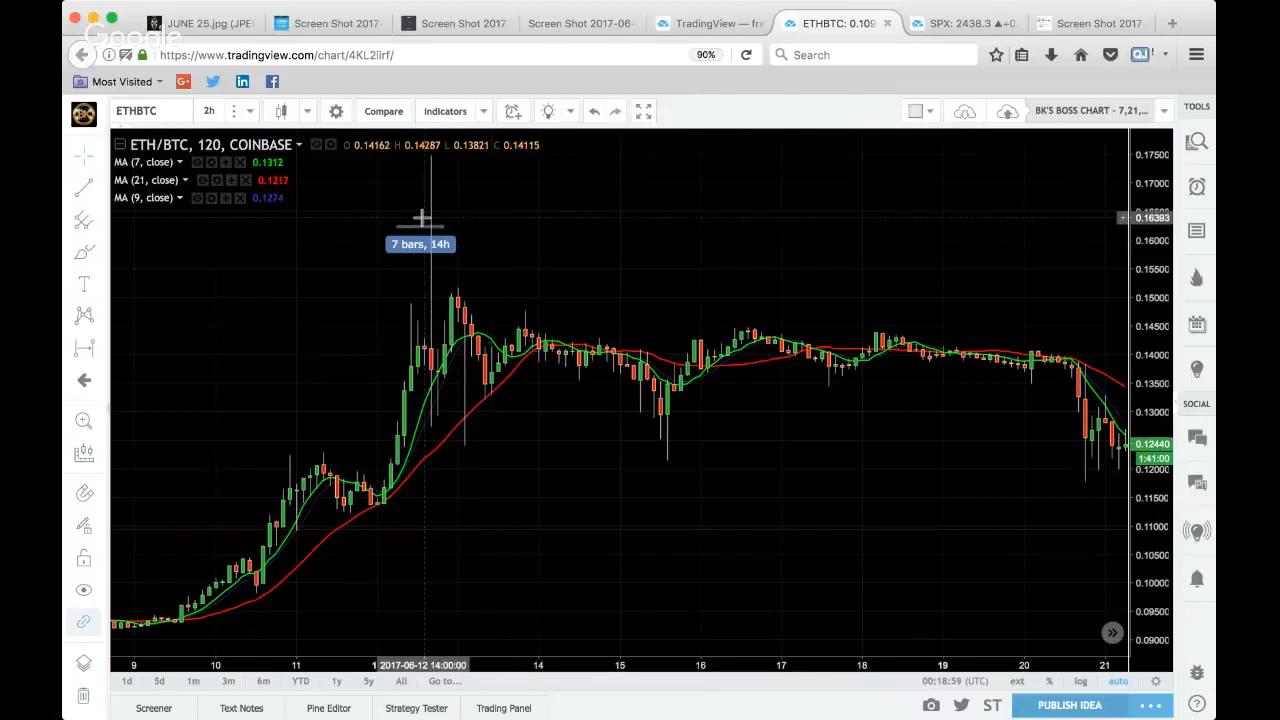 JUNE 25.jpg (JPE
Screen Shot 2017-
Screen Shot 2017
Screen Shot 2017-06-
TradingView — fr
ETHBTC: 0.109
SPX: 2438.3 ▲+0.
Screen Shot 2017
Google
https://www.tradingview.com/chart/4KL2iirf/
90%
Search
Most Visited
ETHBTC
2h
Compare
Indicators
BK'S BOSS CHART - 7,21,...
TOOLS
ETH/BTC, 120, COINBASE
O 0.14162 H 0.14287 L 0.13821 C 0.14115
MA (7, close) 0.1312
MA (21, close) 0.1217
MA (9, close) 0.1274
7 bars, 14h
0.17500
0.17000
0.16393
0.16000
0.15500
0.15000
0.14500
0.14000
0.13500
0.13000
0.12440
1:41:00
0.12000
0.11500
0.11000
0.10500
0.10000
0.09500
0.09000
SOCIAL
9 10 11 2017-06-12 14:00:00 14 15 16 17 18 19 20 21
1d 5d 1m 3m 6m YTD 1y 5y All Go to...
00:18:59 (UTC) ext % log auto
Screener Text Notes Pine Editor Strategy Tester Trading Panel
ST
PUBLISH IDEA